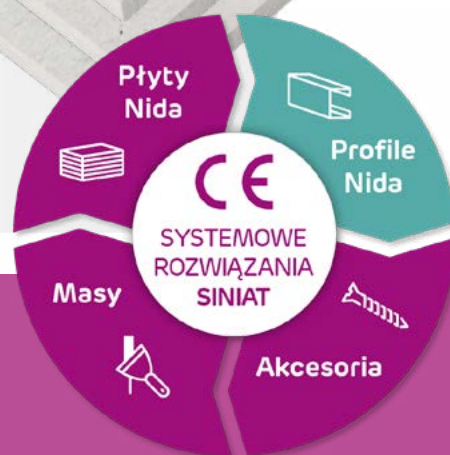 Płyty
Nida
Profile
Nida
CE
SYSTEMOWE
ROZWIĄZANIA
SINIAT
Masy
Akcesoria